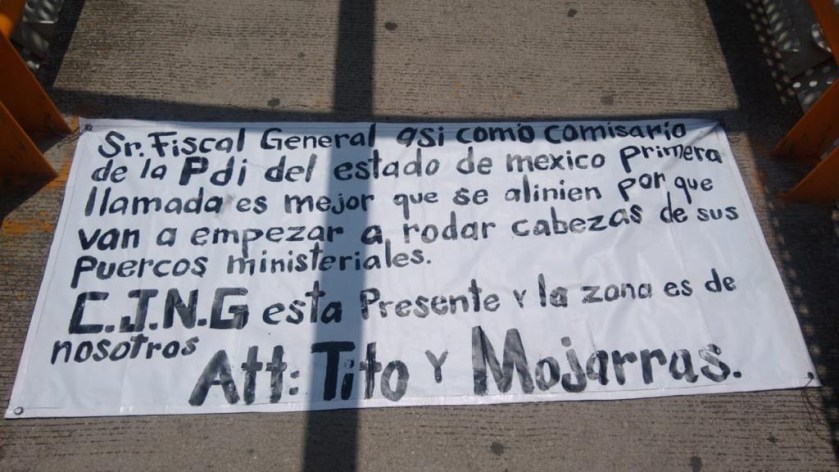 Sr. Fiscal General asi como comisario
de la Pdi del estado de mexico Primera
llamada es mejor que se alinien por que
van a empezar a rodar cabezas de sus
Puercos ministeriales.
C.J.N.G esta Presente Y la zona es de
nosotros
Att: Tito Y Mojarras.